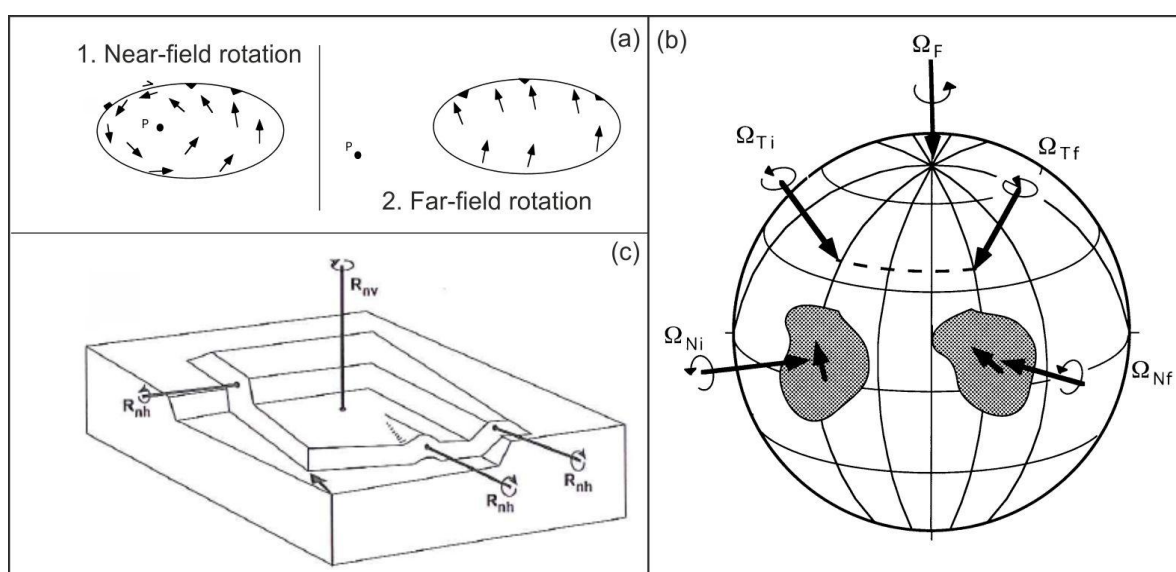 (a)
1. Near-field rotation
P
P
2. Far-field rotation
(b)
Ω_F
Ω_Ti
Ω_Tf
Ω_Ni
Ω_Nf
(c)
R_nv
R_nh
R_nh
R_nh